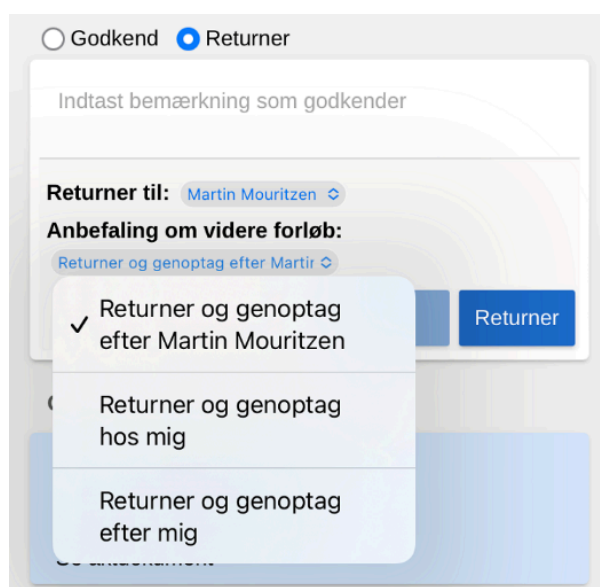 Godkend Returner
Indtast bemærkning som godkender
Returner til: Martin Mouritzen
Anbefaling om videre forløb:
Returner og genoptag efter Martir
Returner og genoptag
efter Martin Mouritzen
Returner
Returner og genoptag
hos mig
Returner og genoptag
efter mig